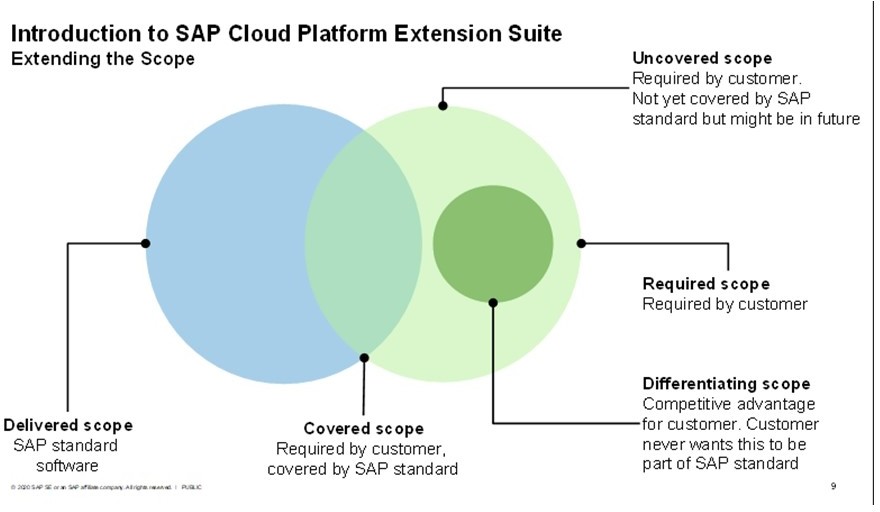 Introduction to SAP Cloud Platform Extension Suite
Extending the Scope
Uncovered scope
Required by customer.
Not yet covered by SAP
standard but might be in future
Required scope
Required by customer
Differentiating scope
Competitive advantage
for customer. Customer
never wants this to be
part of SAP standard
Delivered scope
SAP standard
software
Covered scope
Required by customer,
covered by SAP standard
© 2020 SAP SE or an SAP affiliate company. All rights reserved. | PUBLIC
9